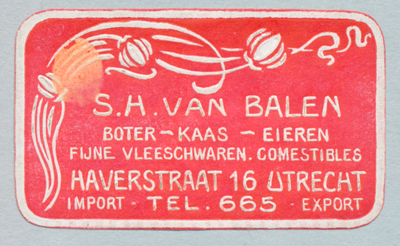 S.H. VAN BALEN
BOTER - KAAS - EIEREN
FIJNE VLEESCHWAREN. COMESTIBLES
HAVERSTRAAT 16 UTRECHT
IMPORT - TEL. 665 - EXPORT